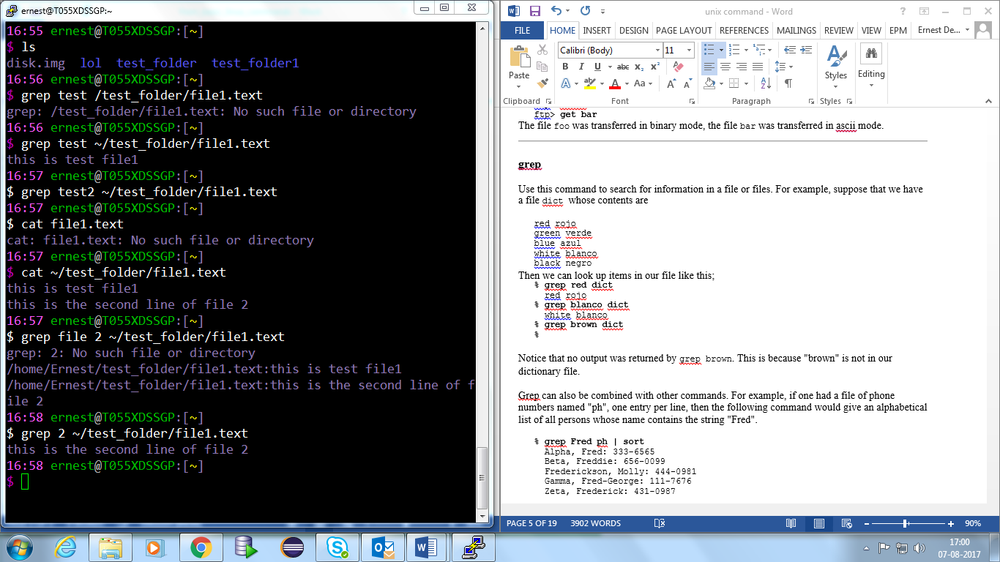 ernest@T055XDSSGP:~
16:55 ernest@T055XDSSGP:[~]
$ ls
disk.img lol test_folder test_folder1
16:56 ernest@T055XDSSGP:[~]
$ grep test /test_folder/file1.text
grep: /test_folder/file1.text: No such file or directory
16:56 ernest@T055XDSSGP:[~]
$ grep test ~/test_folder/file1.text
this is test file1
16:57 ernest@T055XDSSGP:[~]
$ grep test2 ~/test_folder/file1.text
16:57 ernest@T055XDSSGP:[~]
$ cat file1.text
cat: file1.text: No such file or directory
16:57 ernest@T055XDSSGP:[~]
$ cat ~/test_folder/file1.text
this is test file1
this is the second line of file 2
16:57 ernest@T055XDSSGP:[~]
$ grep file 2 ~/test_folder/file1.text
grep: 2: No such file or directory
/home/Ernest/test_folder/file1.text:this is test file1
/home/Ernest/test_folder/file1.text:this is the second line of f
ile 2
16:58 ernest@T055XDSSGP:[~]
$ grep 2 ~/test_folder/file1.text
this is the second line of file 2
16:58 ernest@T055XDSSGP:[~]
$
unix command - Word
FILE HOME INSERT DESIGN PAGE LAYOUT REFERENCES MAILINGS REVIEW VIEW EPM Ernest De...
Calibri (Body) 11
Paste
B I U abc x₂ x² Styles Editing
A ab A Aa A A
Clipboard Font Paragraph Styles
ftp> get bar
The file foo was transferred in binary mode, the file bar was transferred in ascii mode.
grep
Use this command to search for information in a file or files. For example, suppose that we have
a file dict whose contents are
red rojo
green verde
blue azul
white blanco
black negro
Then we can look up items in our file like this;
% grep red dict
red rojo
% grep blanco dict
white blanco
% grep brown dict
%
Notice that no output was returned by grep brown. This is because "brown" is not in our
dictionary file.
Grep can also be combined with other commands. For example, if one had a file of phone
numbers named "ph", one entry per line, then the following command would give an alphabetical
list of all persons whose name contains the string "Fred".
% grep Fred ph | sort
Alpha, Fred: 333-6565
Beta, Freddie: 656-0099
Frederickson, Molly: 444-0981
Gamma, Fred-George: 111-7676
Zeta, Frederick: 431-0987
PAGE 5 OF 19 3902 WORDS 90%
17:00
07-08-2017